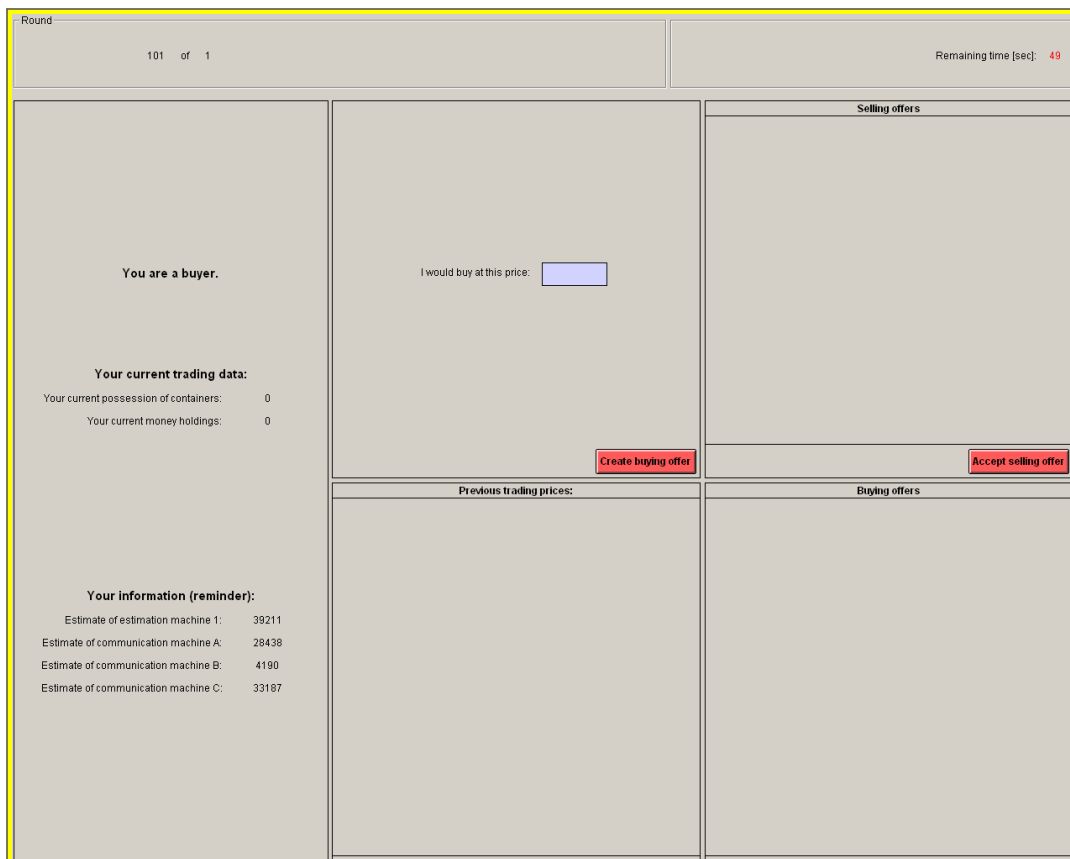 Round
101 of 1
Remaining time [sec]: 49
You are a buyer.
Your current trading data:
Your current possession of containers: 0
Your current money holdings: 0
Your information (reminder):
Estimate of estimation machine 1: 39211
Estimate of communication machine A: 28438
Estimate of communication machine B: 4190
Estimate of communication machine C: 33187
I would buy at this price:
Create buying offer
Selling offers
Accept selling offer
Previous trading prices:
Buying offers